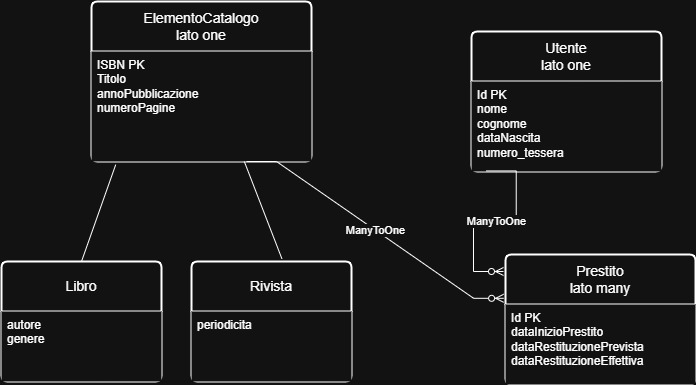 ElementoCatalogo
lato one
ISBN PK
Titolo
annoPubblicazione
numeroPagine
Utente
lato one
Id PK
nome
cognome
dataNascita
numero_tessera
ManyToOne
ManyToOne
Libro
autore
genere
Rivista
periodicita
Prestito
lato many
Id PK
dataInizioPrestito
dataRestituzionePrevista
dataRestituzioneEffettiva